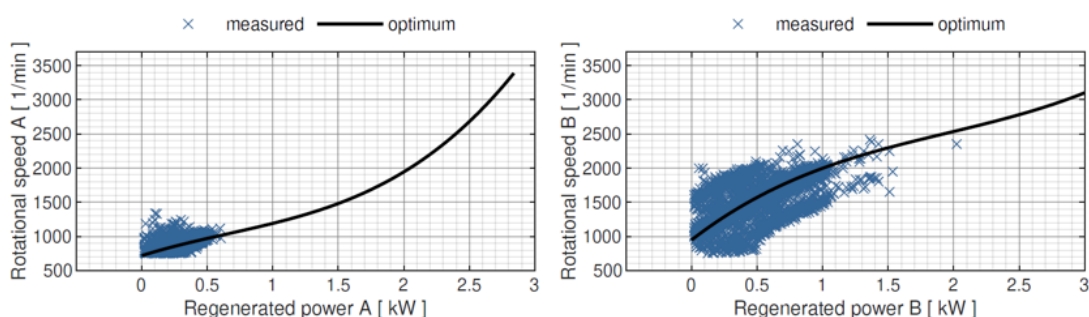 × measured — optimum
Rotational speed A [ 1/min ]
3500
3000
2500
2000
1500
1000
500
0 0.5 1 1.5 2 2.5 3
Regenerated power A [ kW ]
× measured — optimum
Rotational speed B [ 1/min ]
3500
3000
2500
2000
1500
1000
500
0 0.5 1 1.5 2 2.5 3
Regenerated power B [ kW ]